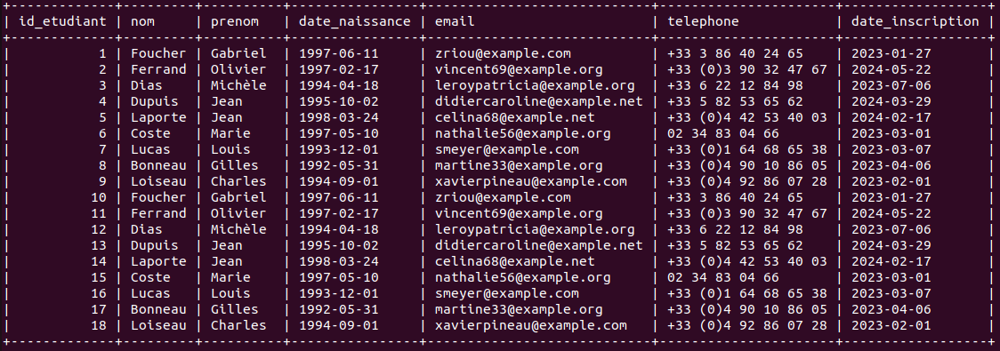 +-------------+---------+----------+----------------+---------------------------+----------------------+------------------+
| id_etudiant | nom     | prenom   | date_naissance | email                     | telephone            | date_inscription |
+-------------+---------+----------+----------------+---------------------------+----------------------+------------------+
|           1 | Foucher | Gabriel  | 1997-06-11     | zriou@example.com         | +33 3 86 40 24 65    | 2023-01-27       |
|           2 | Ferrand | Olivier  | 1997-02-17     | vincent69@example.org     | +33 (0)3 90 32 47 67 | 2024-05-22       |
|           3 | Dias    | Michèle  | 1994-04-18     | leroypatricia@example.org | +33 6 22 12 84 98    | 2023-07-06       |
|           4 | Dupuis  | Jean     | 1995-10-02     | didiercaroline@example.net | +33 5 82 53 65 62    | 2024-03-29       |
|           5 | Laporte | Jean     | 1998-03-24     | celina68@example.net      | +33 (0)4 42 53 40 03 | 2024-02-17       |
|           6 | Coste   | Marie    | 1997-05-10     | nathalie56@example.org    | 02 34 83 04 66       | 2023-03-01       |
|           7 | Lucas   | Louis    | 1993-12-01     | smeyer@example.com        | +33 (0)1 64 68 65 38 | 2023-03-07       |
|           8 | Bonneau | Gilles   | 1992-05-31     | martine33@example.org     | +33 (0)4 90 10 86 05 | 2023-04-06       |
|           9 | Loiseau | Charles  | 1994-09-01     | xavierpineau@example.com  | +33 (0)4 92 86 07 28 | 2023-02-01       |
|          10 | Foucher | Gabriel  | 1997-06-11     | zriou@example.com         | +33 3 86 40 24 65    | 2023-01-27       |
|          11 | Ferrand | Olivier  | 1997-02-17     | vincent69@example.org     | +33 (0)3 90 32 47 67 | 2024-05-22       |
|          12 | Dias    | Michèle  | 1994-04-18     | leroypatricia@example.org | +33 6 22 12 84 98    | 2023-07-06       |
|          13 | Dupuis  | Jean     | 1995-10-02     | didiercaroline@example.net | +33 5 82 53 65 62    | 2024-03-29       |
|          14 | Laporte | Jean     | 1998-03-24     | celina68@example.net      | +33 (0)4 42 53 40 03 | 2024-02-17       |
|          15 | Coste   | Marie    | 1997-05-10     | nathalie56@example.org    | 02 34 83 04 66       | 2023-03-01       |
|          16 | Lucas   | Louis    | 1993-12-01     | smeyer@example.com        | +33 (0)1 64 68 65 38 | 2023-03-07       |
|          17 | Bonneau | Gilles   | 1992-05-31     | martine33@example.org     | +33 (0)4 90 10 86 05 | 2023-04-06       |
|          18 | Loiseau | Charles  | 1994-09-01     | xavierpineau@example.com  | +33 (0)4 92 86 07 28 | 2023-02-01       |
+-------------+---------+----------+----------------+---------------------------+----------------------+------------------+